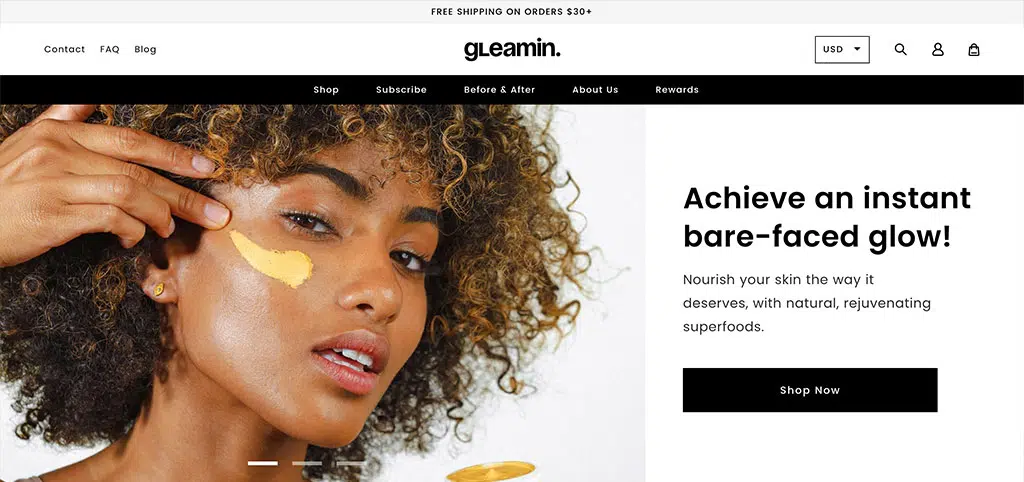 FREE SHIPPING ON ORDERS $30+
Contact FAQ Blog
gLeamin.
USD
Shop Subscribe Before & After About Us Rewards
Achieve an instant
bare-faced glow!
Nourish your skin the way it
deserves, with natural, rejuvenating
superfoods.
Shop Now